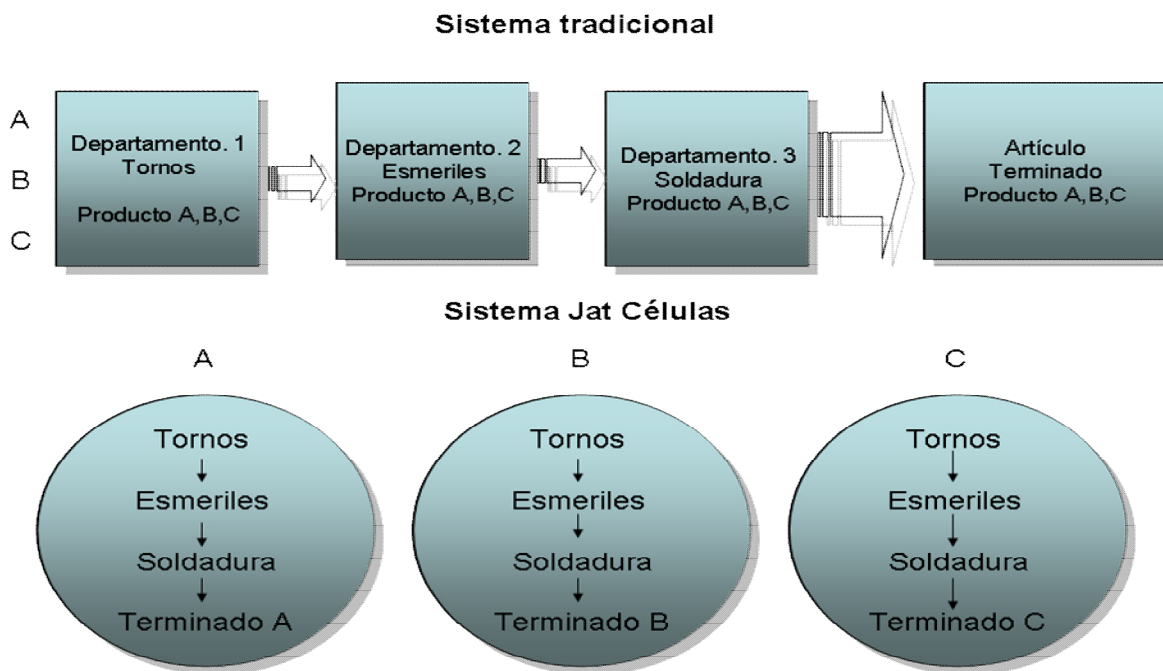 Sistema tradicional
A
B
C
Departamento. 1
Tornos
Producto A,B,C
Departamento. 2
Esmeriles
Producto A,B,C
Departamento. 3
Soldadura
Producto A,B,C
Artículo
Terminado
Producto A,B,C
Sistema Jat Células
A
Tornos
Esmeriles
Soldadura
Terminado A
B
Tornos
Esmeriles
Soldadura
Terminado B
C
Tornos
Esmeriles
Soldadura
Terminado C